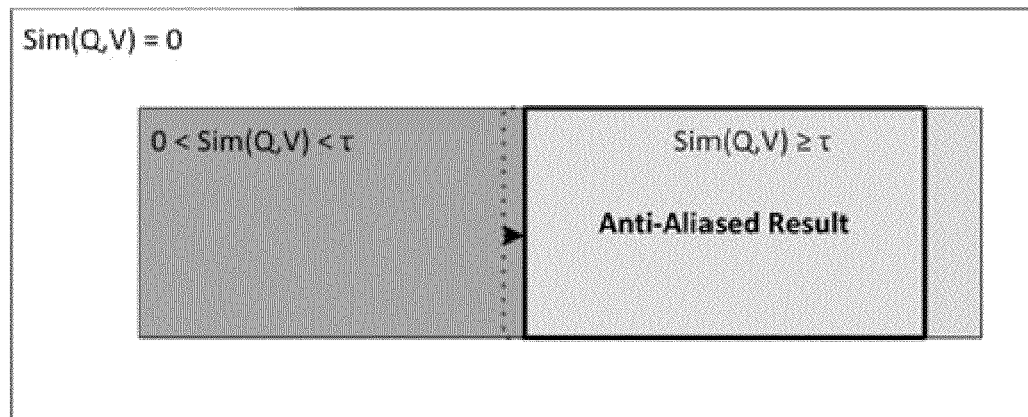 Sim(Q,V) = 0
0 < Sim(Q,V) < τ
Sim(Q,V) ≥ τ
Anti-Aliased Result